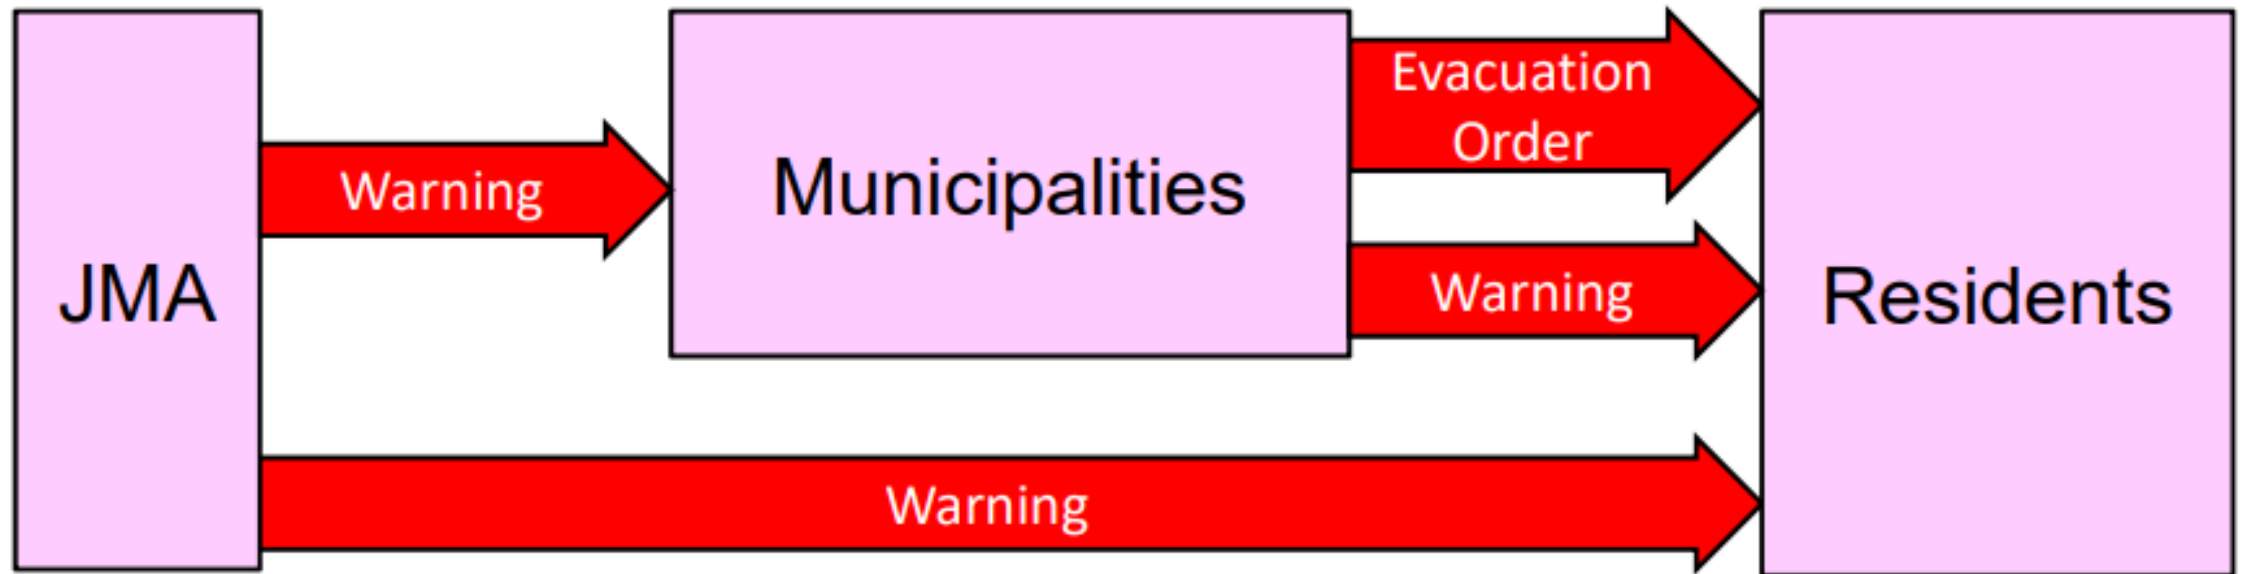 JMA
Warning
Municipalities
Evacuation
Order
Warning
Warning
Residents